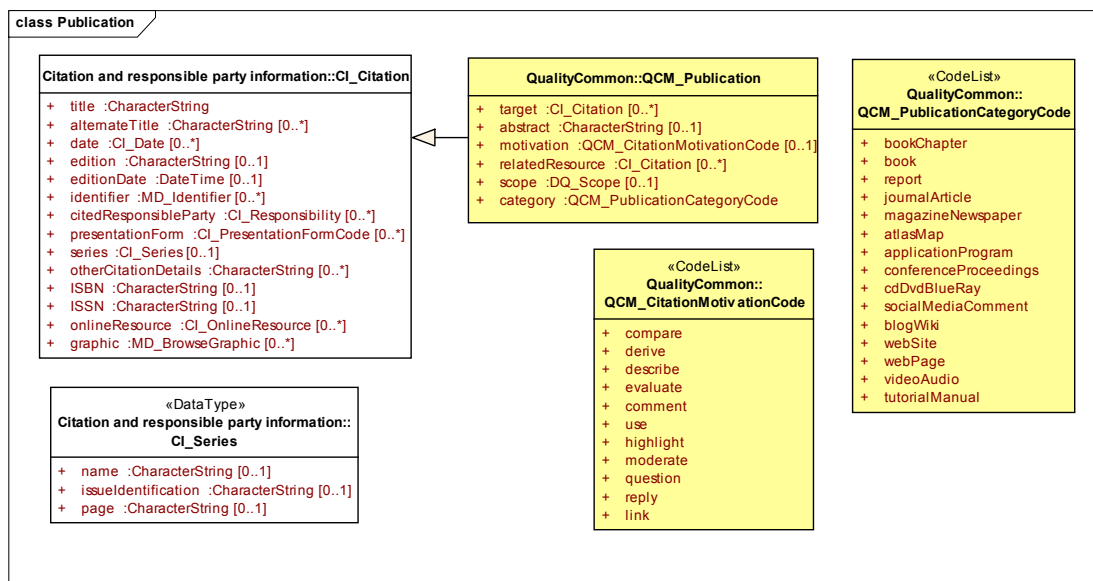 class Publication
Citation and responsible party information::CI_Citation
+ title :CharacterString
+ alternateTitle :CharacterString [0..*]
+ date :CI_Date [0..*]
+ edition :CharacterString [0..1]
+ editionDate :DateTime [0..1]
+ identifier :MD_Identifier [0..*]
+ citedResponsibleParty :CI_Responsibility [0..*]
+ presentationForm :CI_PresentationFormCode [0..*]
+ series :CI_Series [0..1]
+ otherCitationDetails :CharacterString [0..*]
+ ISBN :CharacterString [0..1]
+ ISSN :CharacterString [0..1]
+ onlineResource :CI_OnlineResource [0..*]
+ graphic :MD_BrowseGraphic [0..*]
QualityCommon::QCM_Publication
+ target :CI_Citation [0..*]
+ abstract :CharacterString [0..1]
+ motivation :QCM_CitationMotivationCode [0..1]
+ relatedResource :CI_Citation [0..*]
+ scope :DQ_Scope [0..1]
+ category :QCM_PublicationCategoryCode
«CodeList»
QualityCommon::
QCM_PublicationCategoryCode
+ bookChapter
+ book
+ report
+ journalArticle
+ magazineNewspaper
+ atlasMap
+ applicationProgram
+ conferenceProceedings
+ cdDvdBlueRay
+ socialMediaComment
+ blogWiki
+ webSite
+ webPage
+ videoAudio
+ tutorialManual
«CodeList»
QualityCommon::
QCM_CitationMotivationCode
+ compare
+ derive
+ describe
+ evaluate
+ comment
+ use
+ highlight
+ moderate
+ question
+ reply
+ link
«DataType»
Citation and responsible party information::
CI_Series
+ name :CharacterString [0..1]
+ issueIdentification :CharacterString [0..1]
+ page :CharacterString [0..1]